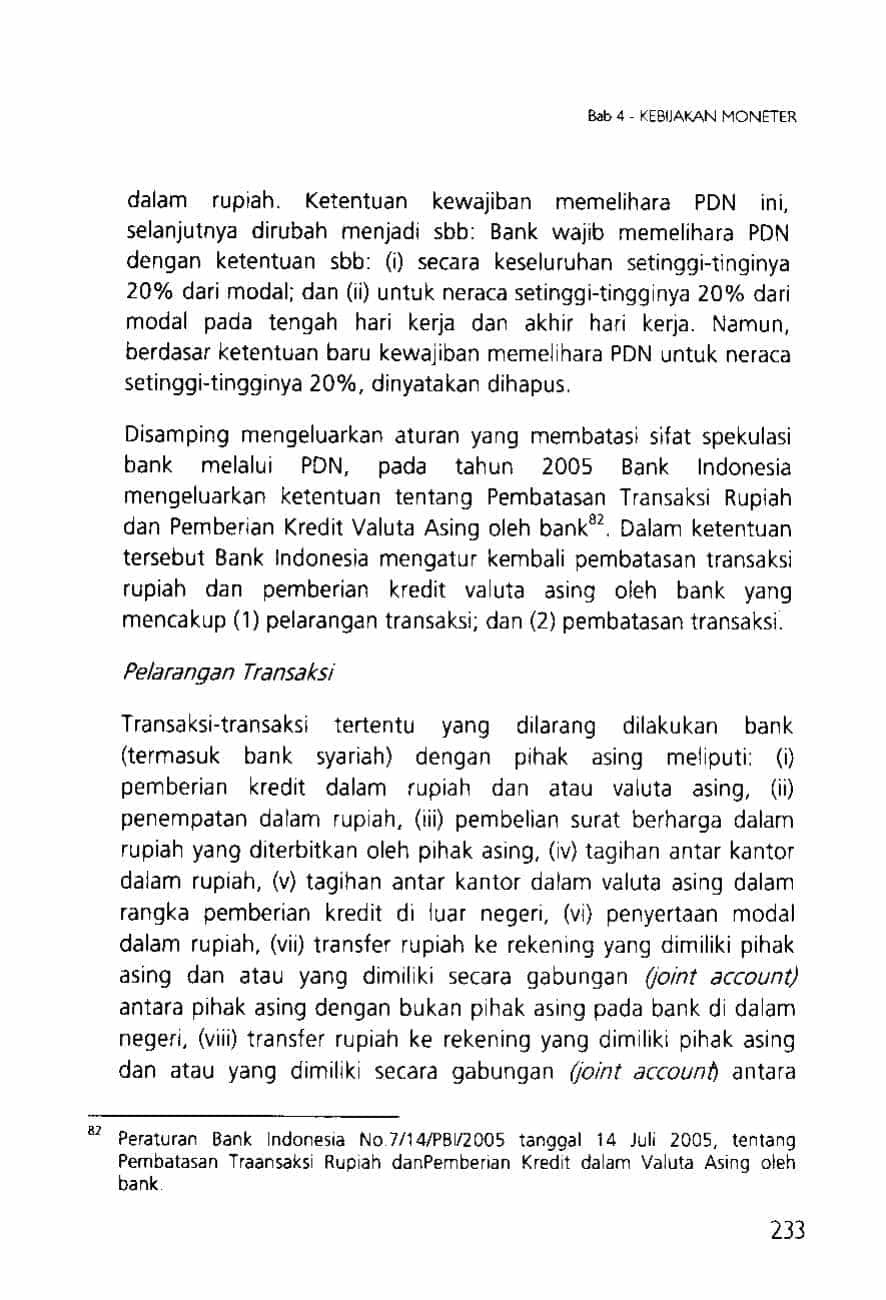 Bab 4 - KEBIJAKAN MONETER
dalam rupiah. Ketentuan kewajiban memelihara PDN ini,
selanjutnya dirubah menjadi sbb: Bank wajib memelihara PDN
dengan ketentuan sbb: (i) secara keseluruhan setinggi-tinginya
20% dari modal; dan (ii) untuk neraca setinggi-tingginya 20% dari
modal pada tengah hari kerja dan akhir hari kerja. Namun,
berdasar ketentuan baru kewajiban memelihara PDN untuk neraca
setinggi-tingginya 20%, dinyatakan dihapus.
Disamping mengeluarkan aturan yang membatasi sifat spekulasi
bank melalui PDN, pada tahun 2005 Bank Indonesia
mengeluarkan ketentuan tentang Pembatasan Transaksi Rupiah
dan Pemberian Kredit Valuta Asing oleh bank82. Dalam ketentuan
tersebut Bank Indonesia mengatur kembali pembatasan transaksi
rupiah dan pemberian kredit valuta asing oleh bank yang
mencakup (1) pelarangan transaksi; dan (2) pembatasan transaksi.
Pelarangan Transaksi
Transaksi-transaksi tertentu yang dilarang dilakukan bank
(termasuk bank syariah) dengan pihak asing meliputi: (i)
pemberian kredit dalam rupiah dan atau valuta asing, (ii)
penempatan dalam rupiah, (iii) pembelian surat berharga dalam
rupiah yang diterbitkan oleh pihak asing, (iv) tagihan antar kantor
dalam rupiah, (v) tagihan antar kantor dalam valuta asing dalam
rangka pemberian kredit di luar negeri, (vi) penyertaan modal
dalam rupiah, (vii) transfer rupiah ke rekening yang dimiliki pihak
asing dan atau yang dimiliki secara gabungan (joint account)
antara pihak asing dengan bukan pihak asing pada bank di dalam
negeri, (viii) transfer rupiah ke rekening yang dimiliki pihak asing
dan atau yang dimiliki secara gabungan (joint account) antara
82 Peraturan Bank Indonesia No.7/14/PBI/2005 tanggal 14 Juli 2005, tentang
Pembatasan Traansaksi Rupiah danPemberian Kredit dalam Valuta Asing oleh
bank.
233